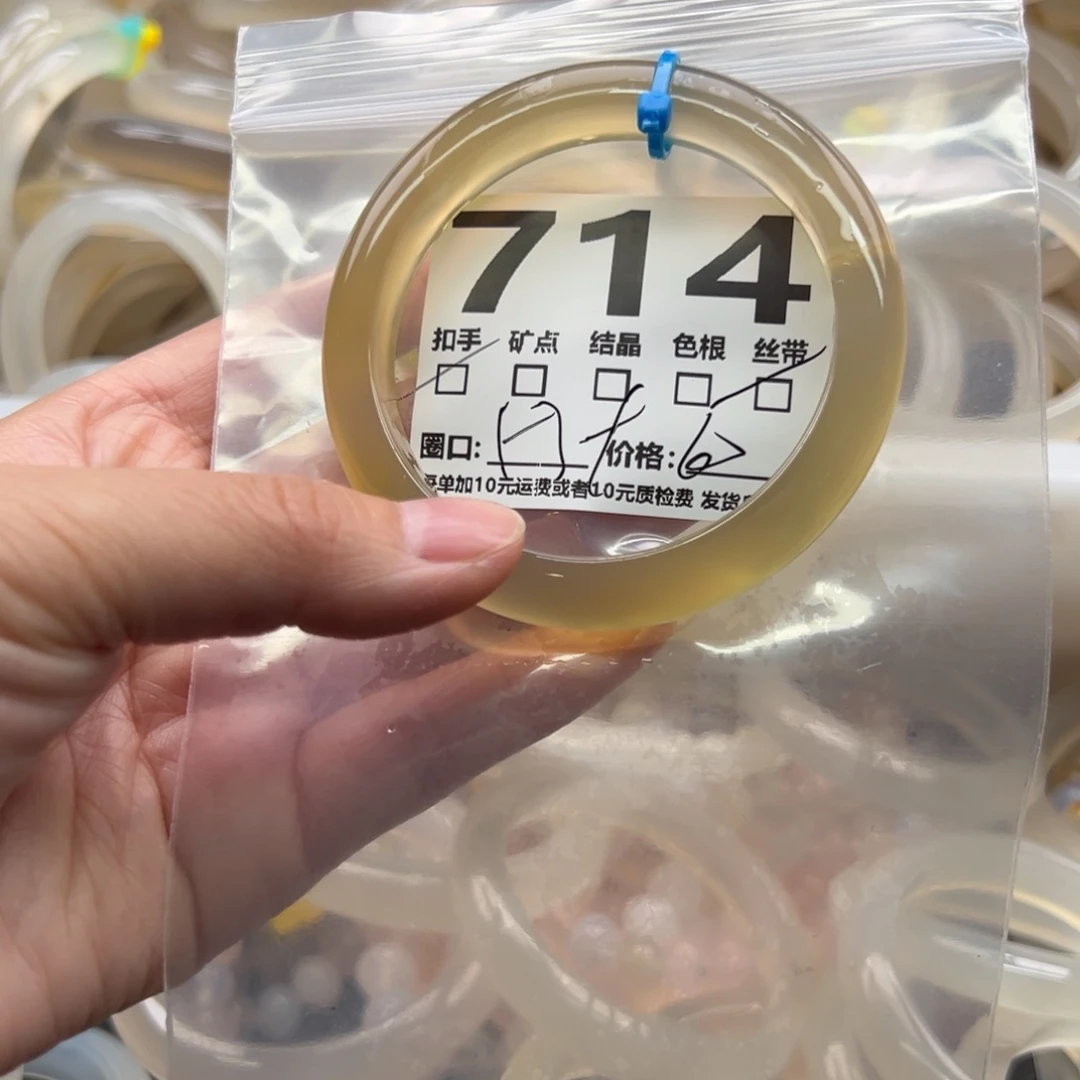 714
扣手 矿点 结晶 色根 丝带
圈口: 价格:
单加10元运费或者10元质检费 发货